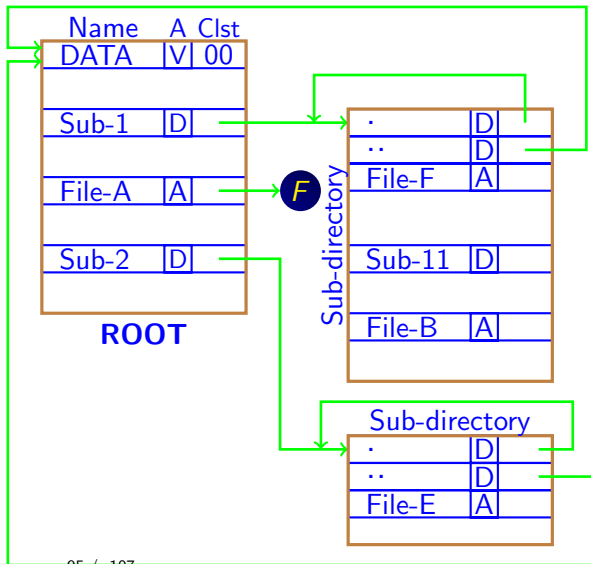 Name A Clst
DATA V 00
Sub-1 D
File-A A F
Sub-2 D
ROOT
Sub-directory
. D
.. D
File-F A
Sub-11 D
File-B A
Sub-directory
. D
.. D
File-E A